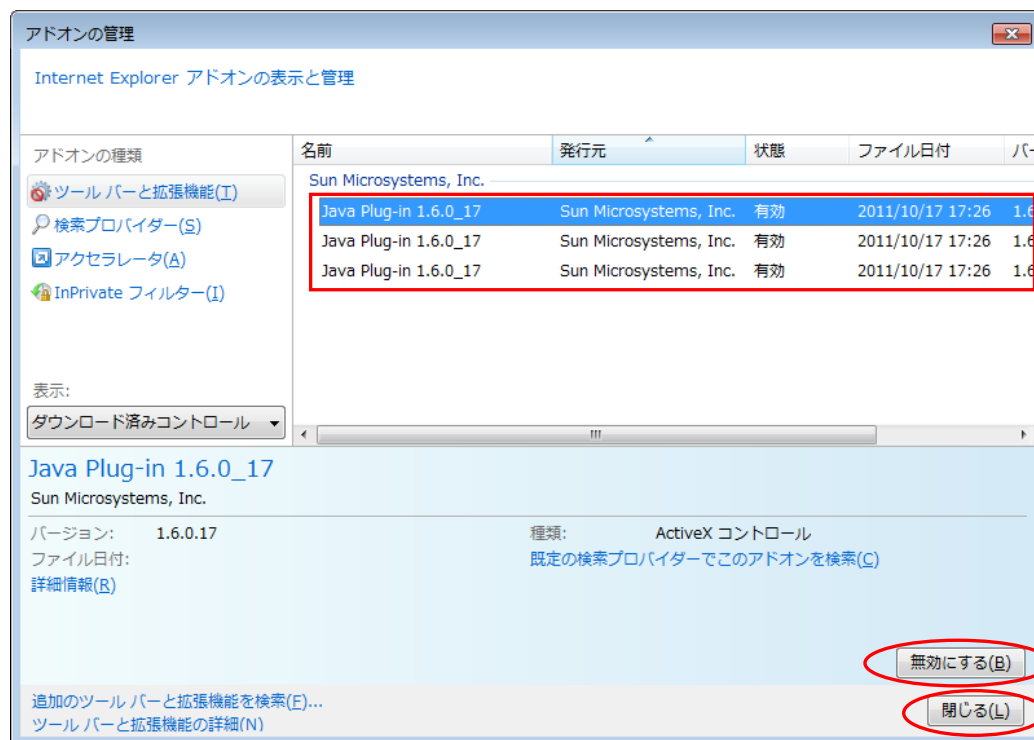 アドオンの管理
Internet Explorer アドオンの表示と管理
アドオンの種類
ツール バーと拡張機能(T)
検索プロバイダー(S)
アクセラレータ(A)
InPrivate フィルター(I)
表示:
ダウンロード済みコントロール
名前 発行元 状態 ファイル日付 バー
Sun Microsystems, Inc.
Java Plug-in 1.6.0_17 Sun Microsystems, Inc. 有効 2011/10/17 17:26 1.6
Java Plug-in 1.6.0_17 Sun Microsystems, Inc. 有効 2011/10/17 17:26 1.6
Java Plug-in 1.6.0_17 Sun Microsystems, Inc. 有効 2011/10/17 17:26 1.6
Java Plug-in 1.6.0_17
Sun Microsystems, Inc.
バージョン: 1.6.0.17
ファイル日付:
詳細情報(R)
種類: ActiveX コントロール
既定の検索プロバイダーでこのアドオンを検索(C)
無効にする(B)
追加のツール バーと拡張機能を検索(F)...
ツール バーと拡張機能の詳細(N)
閉じる(L)